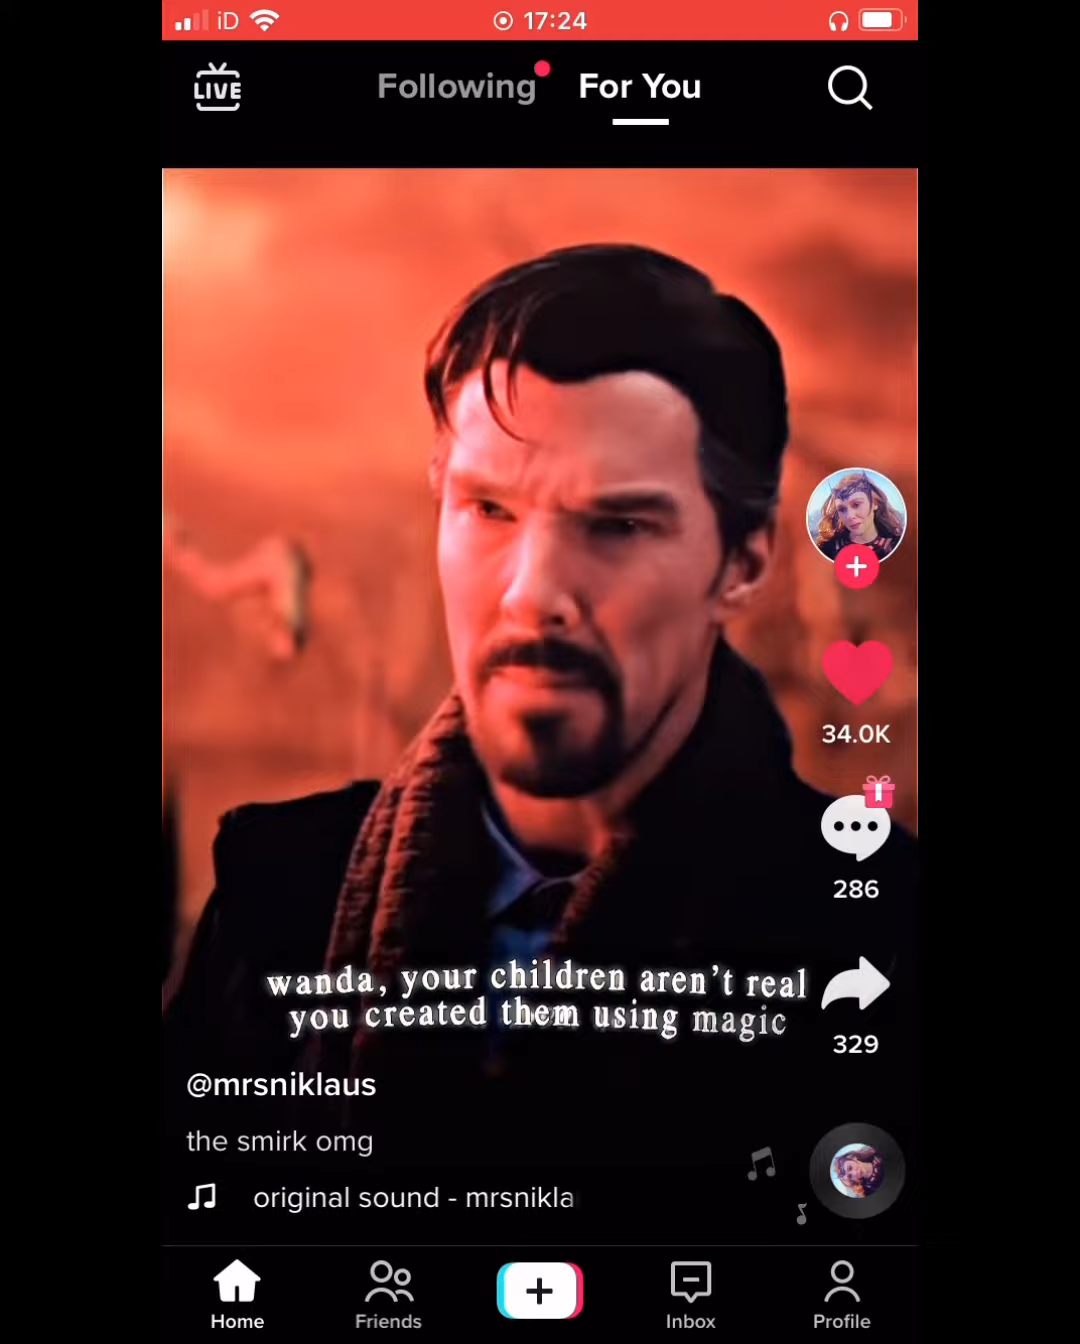 iD 17:24
LIVE Following For You
wanda, your children aren't real
you created them using magic
34.0K
286
329
@mrsniklaus
the smirk omg
original sound - mrsnikla
Home Friends Inbox Profile